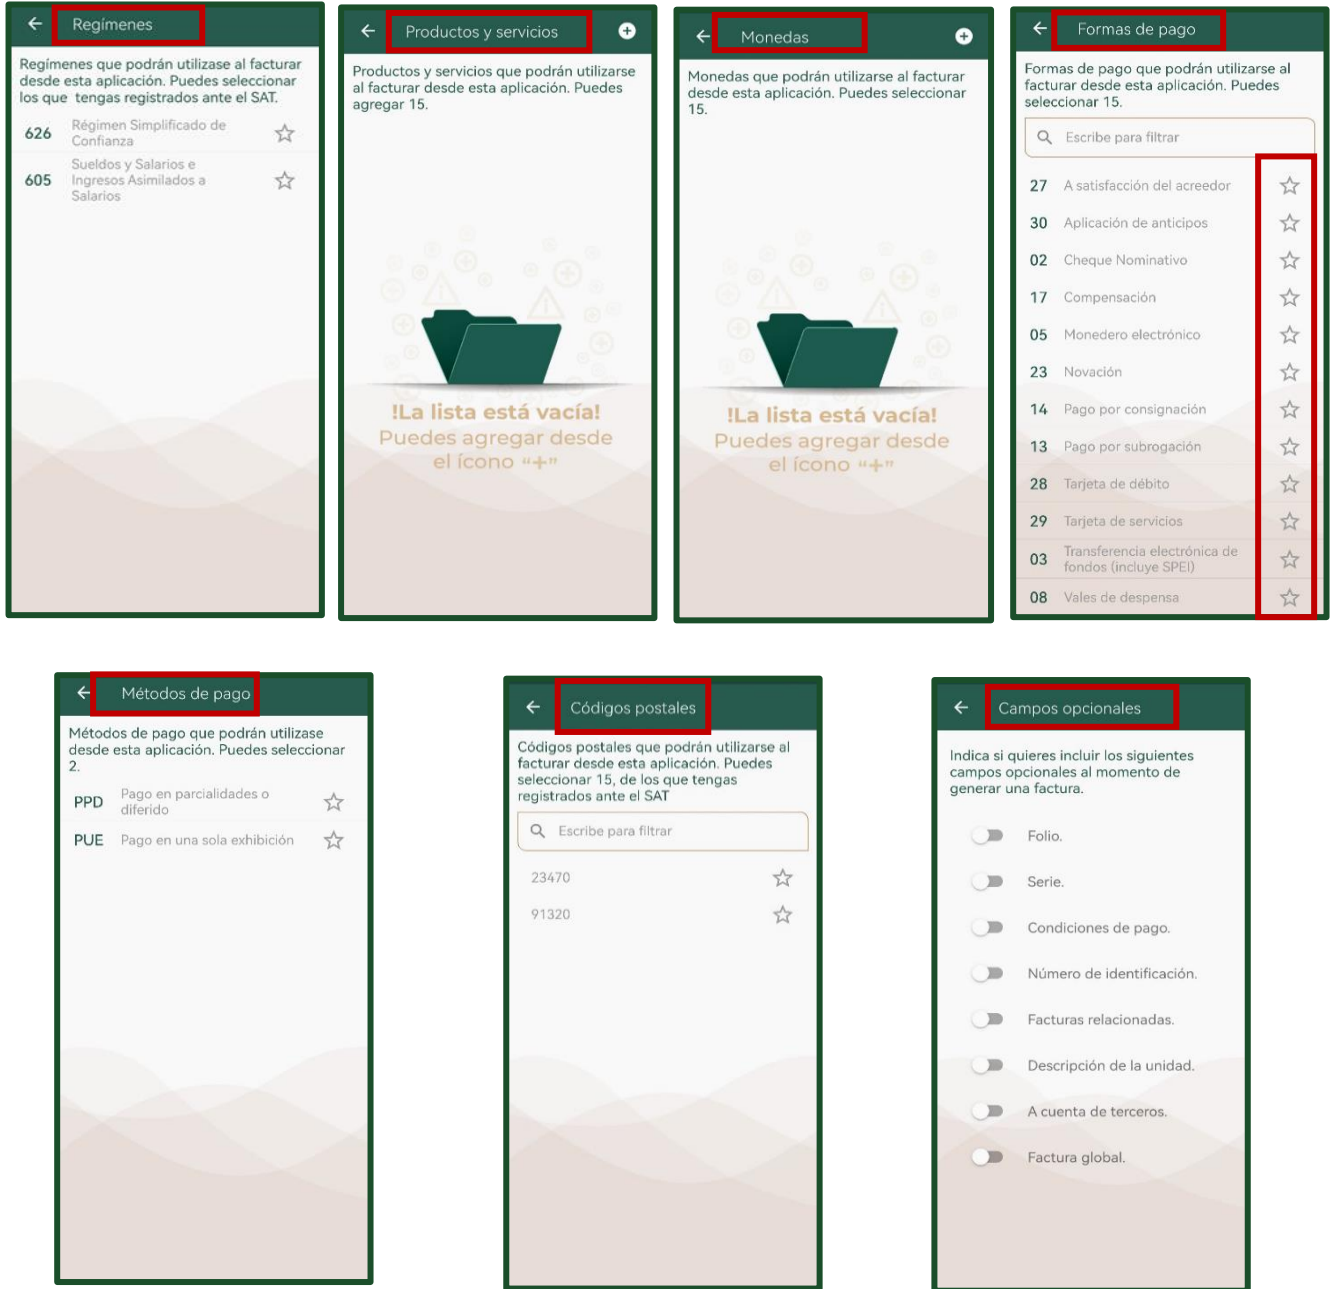 Regímenes
Regímenes que podrán utilizase al facturar
desde esta aplicación. Puedes seleccionar
los que tengas registrados ante el SAT.
626 Régimen Simplificado de
Confianza
605 Sueldos y Salarios e
Ingresos Asimilados a
Salarios
Productos y servicios
Productos y servicios que podrán utilizarse
al facturar desde esta aplicación. Puedes
agregar 15.
!La lista está vacía!
Puedes agregar desde
el ícono "+"
Monedas
Monedas que podrán utilizarse al facturar
desde esta aplicación. Puedes seleccionar
15.
!La lista está vacía!
Puedes agregar desde
el ícono "+"
Formas de pago
Formas de pago que podrán utilizarse al
facturar desde esta aplicación. Puedes
seleccionar 15.
Escribe para filtrar
27 A satisfacción del acreedor
30 Aplicación de anticipos
02 Cheque Nominativo
17 Compensación
05 Monedero electrónico
23 Novación
14 Pago por consignación
13 Pago por subrogación
28 Tarjeta de débito
29 Tarjeta de servicios
03 Transferencia electrónica de
fondos (incluye SPEI)
08 Vales de despensa
Métodos de pago
Métodos de pago que podrán utilizase
desde esta aplicación. Puedes seleccionar
2.
PPD Pago en parcialidades o
diferido
PUE Pago en una sola exhibición
Códigos postales
Códigos postales que podrán utilizarse al
facturar desde esta aplicación. Puedes
seleccionar 15, de los que tengas
registrados ante el SAT
Escribe para filtrar
23470
91320
Campos opcionales
Indica si quieres incluir los siguientes
campos opcionales al momento de
generar una factura.
Folio.
Serie.
Condiciones de pago.
Número de identificación.
Facturas relacionadas.
Descripción de la unidad.
A cuenta de terceros.
Factura global.